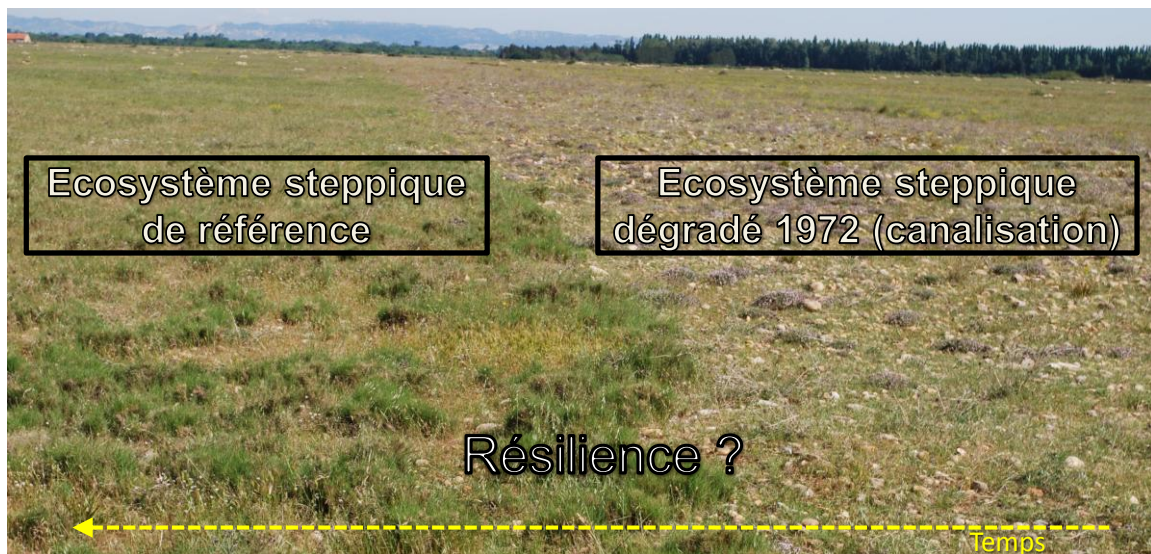 Ecosystème steppique
de référence
Ecosystème steppique
dégradé 1972 (canalisation)
Résilience ?
Temps